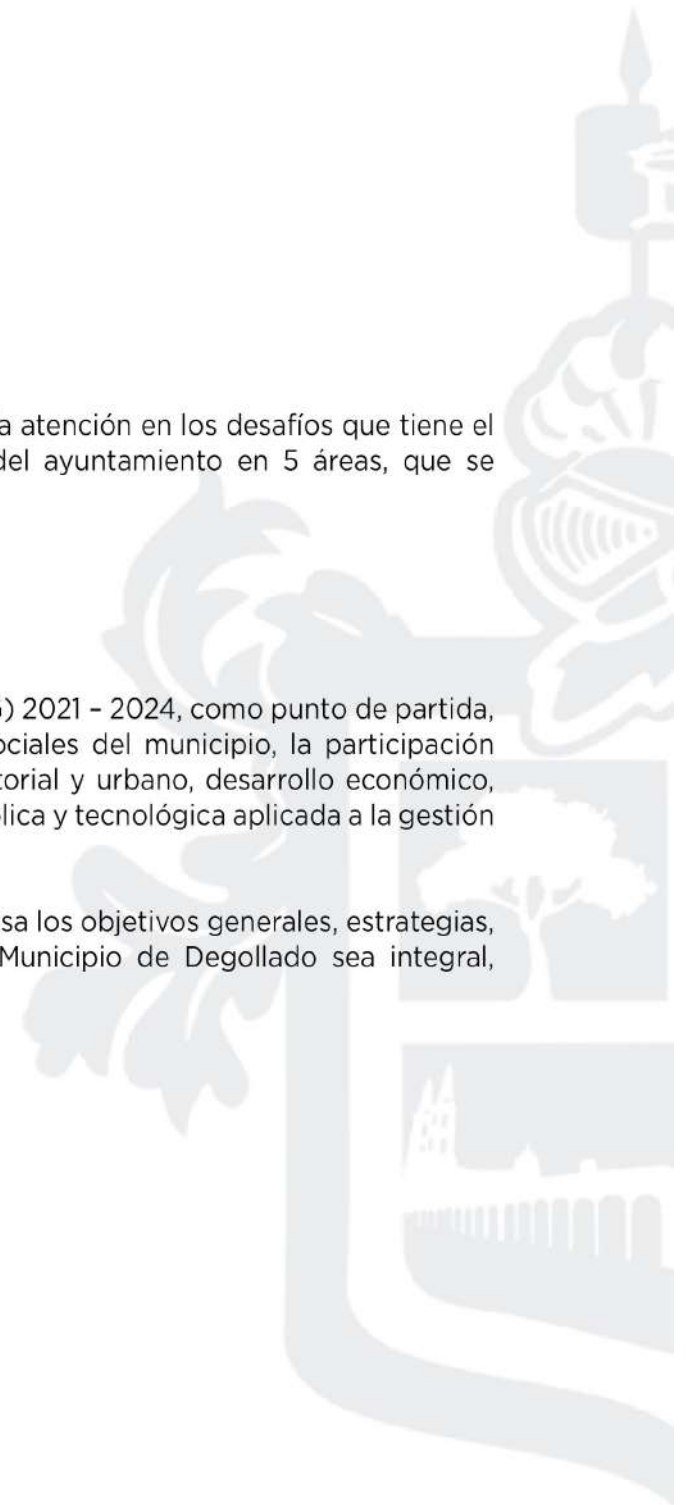 a atención en los desafíos que tiene el
del ayuntamiento en 5 áreas, que se
) 2021 – 2024, como punto de partida,
ociales del municipio, la participación
torial y urbano, desarrollo económico,
lica y tecnológica aplicada a la gestión
sa los objetivos generales, estrategias,
Municipio de Degollado sea integral,